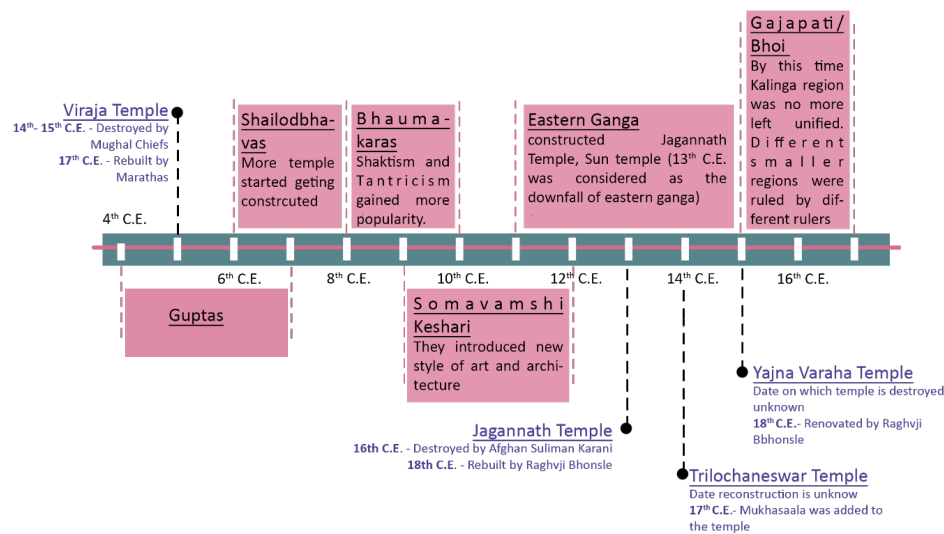 Viraja Temple
14th- 15th C.E. - Destroyed by
Mughal Chiefs
17th C.E. - Rebuilt by
Marathas
Shailodbha-
vas
More temple
started geting
constrcuted
Bhauma-
karas
Shaktism and
Tantricism
gained more
popularity.
Eastern Ganga
constructed Jagannath
Temple, Sun temple (13th C.E.
was considered as the
downfall of eastern ganga)
Gajapati/
Bhoi
By this time
Kalinga region
was no more
left unified.
Different
smaller
regions were
ruled by dif-
ferent rulers
4th C.E.
6th C.E.
8th C.E.
10th C.E.
12th C.E.
14th C.E.
16th C.E.
Guptas
Somavamshi
Keshari
They introduced new
style of art and archi-
tecture
Jagannath Temple
16th C.E. - Destroyed by Afghan Suliman Karani
18th C.E. - Rebuilt by Raghvji Bhonsle
Yajna Varaha Temple
Date on which temple is destroyed
unknown
18th C.E.- Renovated by Raghvji
Bbhonsle
Trilochaneswar Temple
Date reconstruction is unknow
17th C.E.- Mukhasaala was added to
the temple